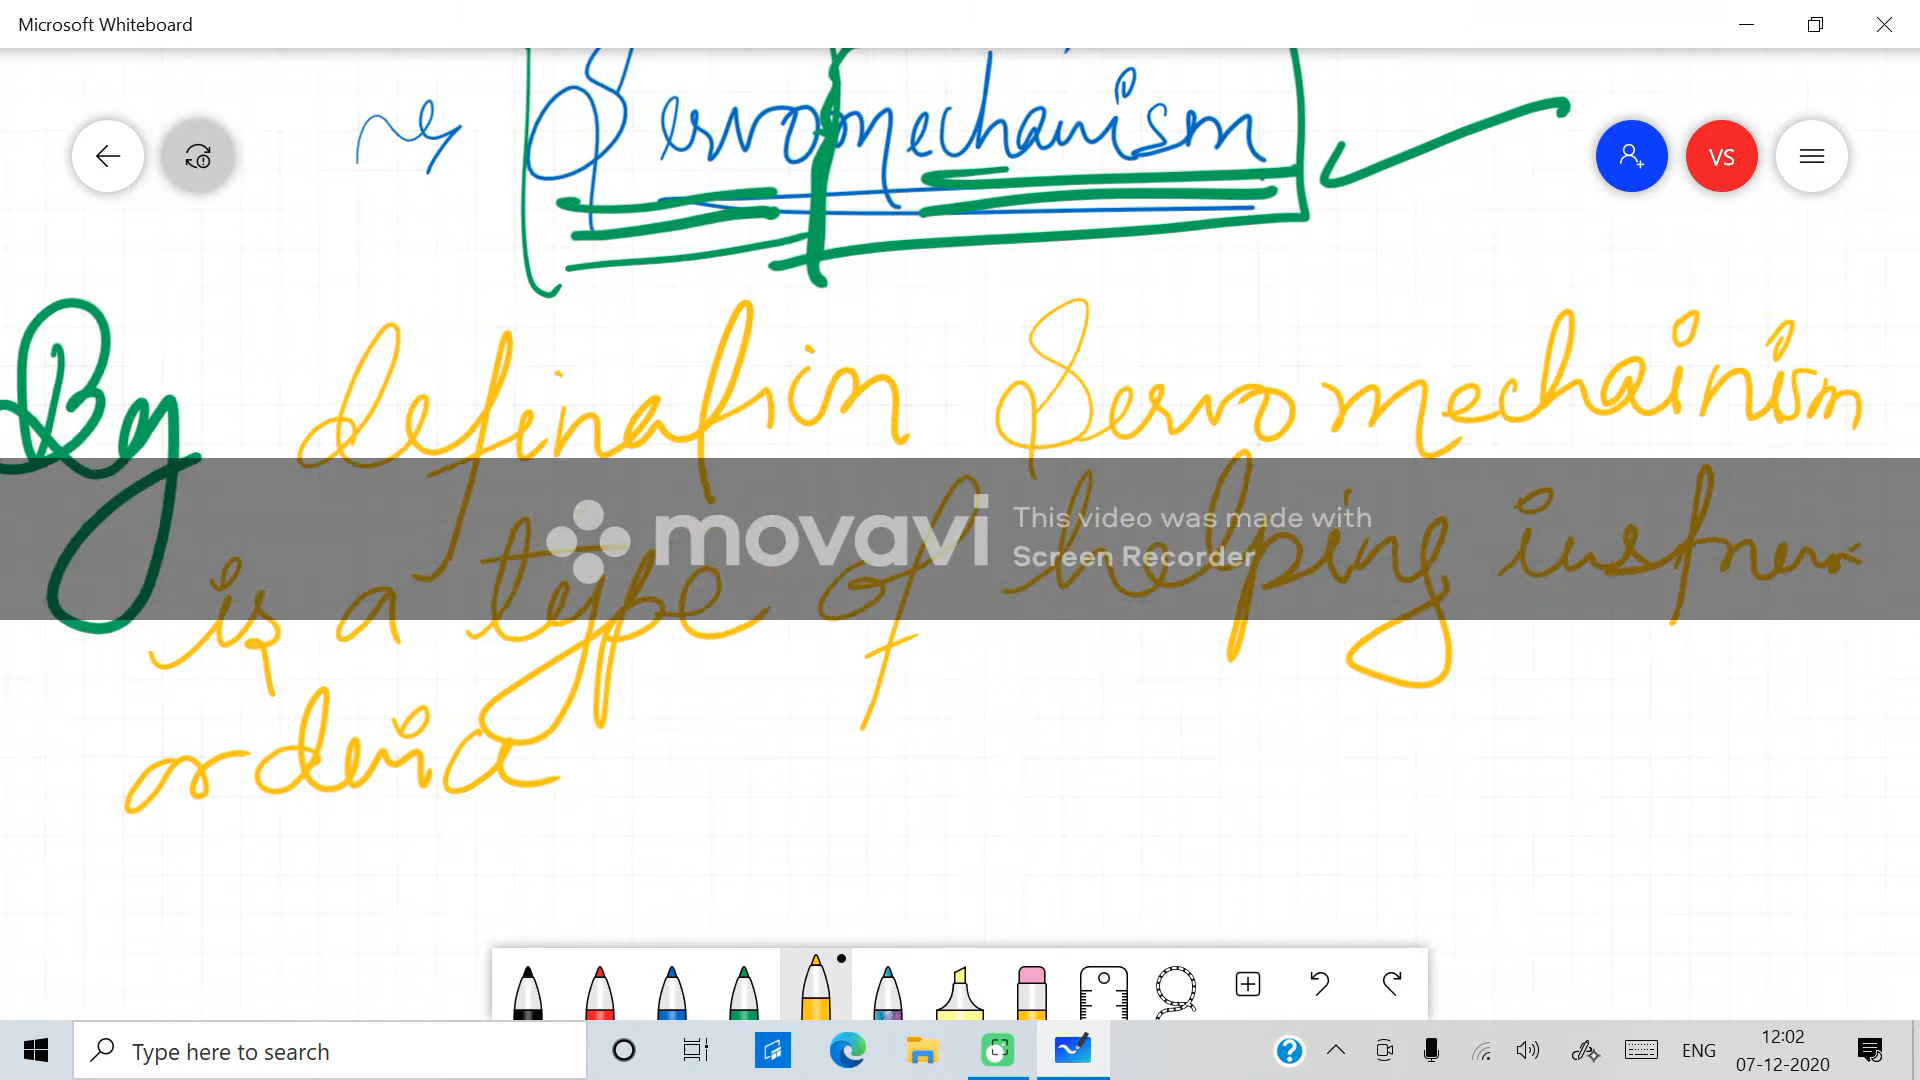 Microsoft Whiteboard
Servomechanism
VS
By defination Servomechainism
is a type of helping instrument
or device
movavi This video was made with
Screen Recorder
Type here to search
ENG
12:02
07-12-2020